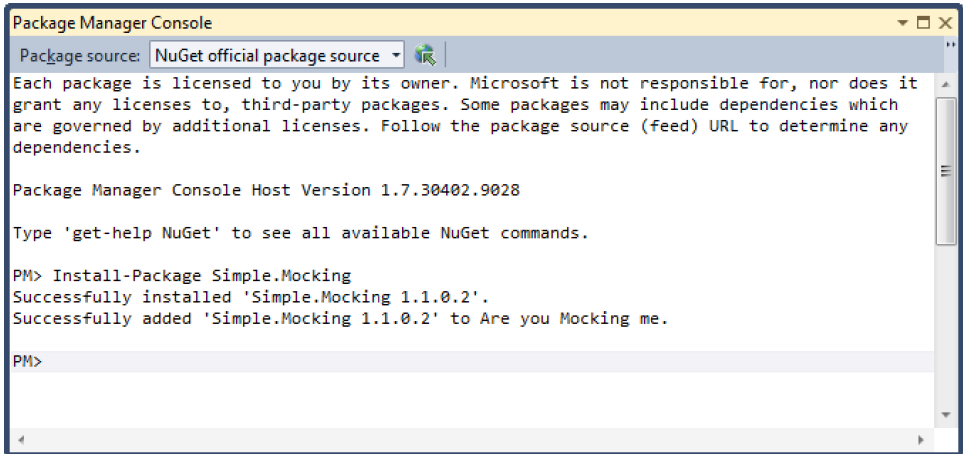 Package Manager Console
Package source: NuGet official package source
Each package is licensed to you by its owner. Microsoft is not responsible for, nor does it
grant any licenses to, third-party packages. Some packages may include dependencies which
are governed by additional licenses. Follow the package source (feed) URL to determine any
dependencies.
Package Manager Console Host Version 1.7.30402.9028
Type 'get-help NuGet' to see all available NuGet commands.
PM> Install-Package Simple.Mocking
Successfully installed 'Simple.Mocking 1.1.0.2'.
Successfully added 'Simple.Mocking 1.1.0.2' to Are you Mocking me.
PM>